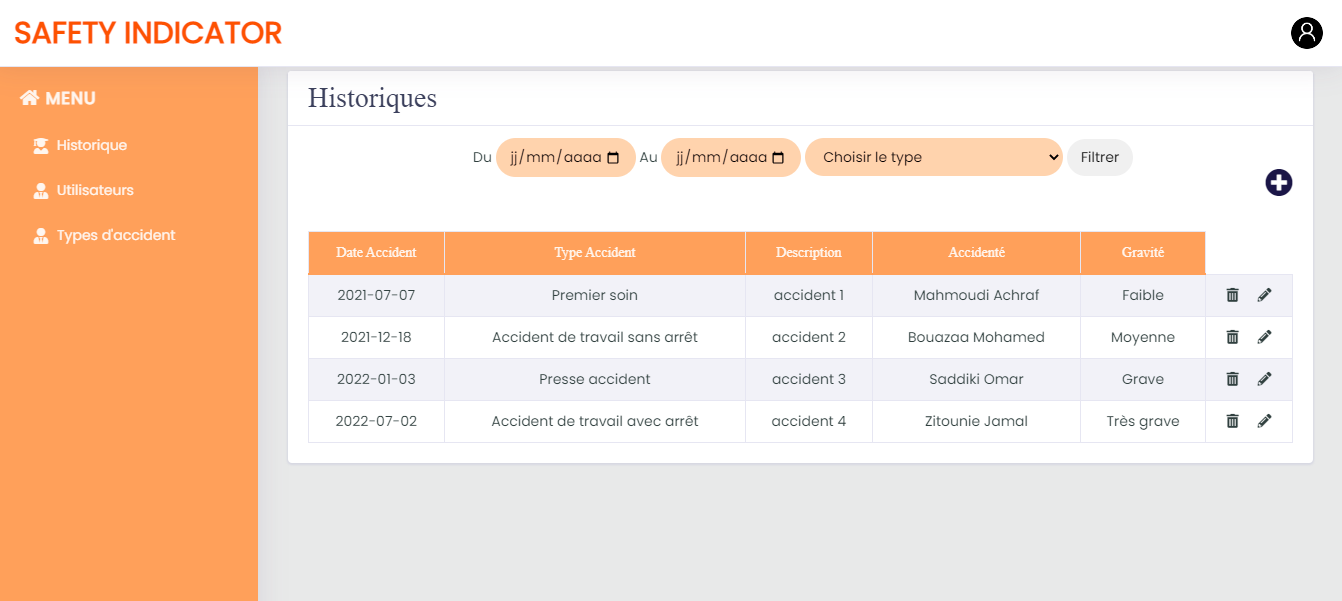 SAFETY INDICATOR
MENU
Historique
Utilisateurs
Types d'accident
Historiques
Du jj/mm/aaaa Au jj/mm/aaaa Choisir le type Filtrer
Date Accident Type Accident Description Accidenté Gravité
2021-07-07 Premier soin accident 1 Mahmoudi Achraf Faible
2021-12-18 Accident de travail sans arrêt accident 2 Bouazaa Mohamed Moyenne
2022-01-03 Presse accident accident 3 Saddiki Omar Grave
2022-07-02 Accident de travail avec arrêt accident 4 Zitounie Jamal Très grave